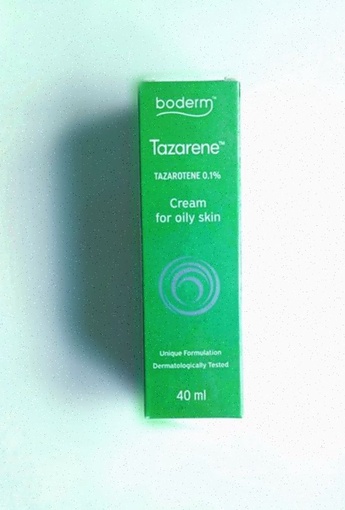 boderm™
Tazarene™
TAZAROTENE 0.1%
Cream
for oily skin
Unique Formulation
Dermatologically Tested
40 ml